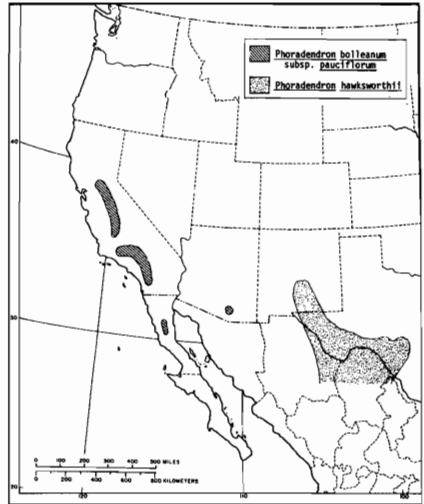 Phoradendron bolleanum
subsp. pauciflorum
Phoradendron hawksworthii
40
30
20
120
110
100
0 100 200 300 400 500 MILES
0 200 400 600 800 KILOMETERS